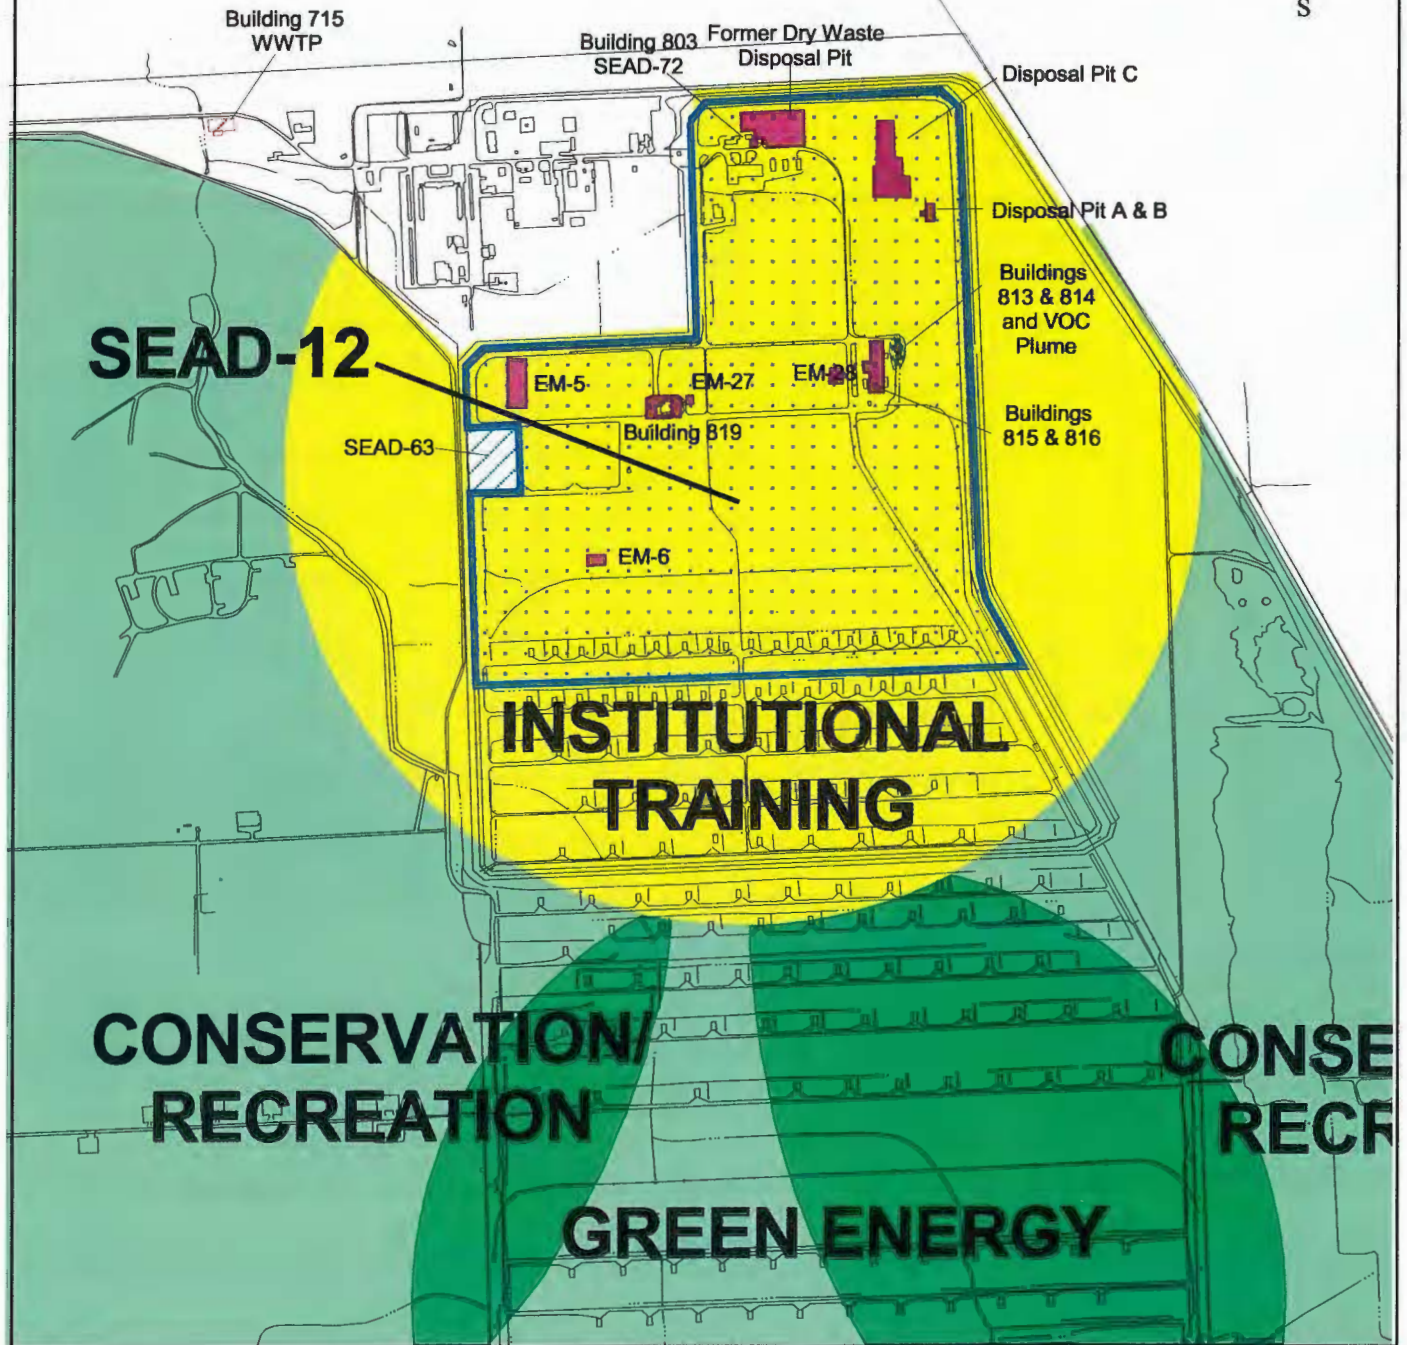 S
Building 715
WWTP
Building 803
SEAD-72
Former Dry Waste
Disposal Pit
Disposal Pit C
Disposal Pit A & B
Buildings
813 & 814
and VOC
Plume
SEAD-12
EM-5
EM-27
EM-28
Building 819
Buildings
815 & 816
SEAD-63
EM-6
INSTITUTIONAL
TRAINING
CONSERVATION/
RECREATION
CONSE
RECR
GREEN ENERGY